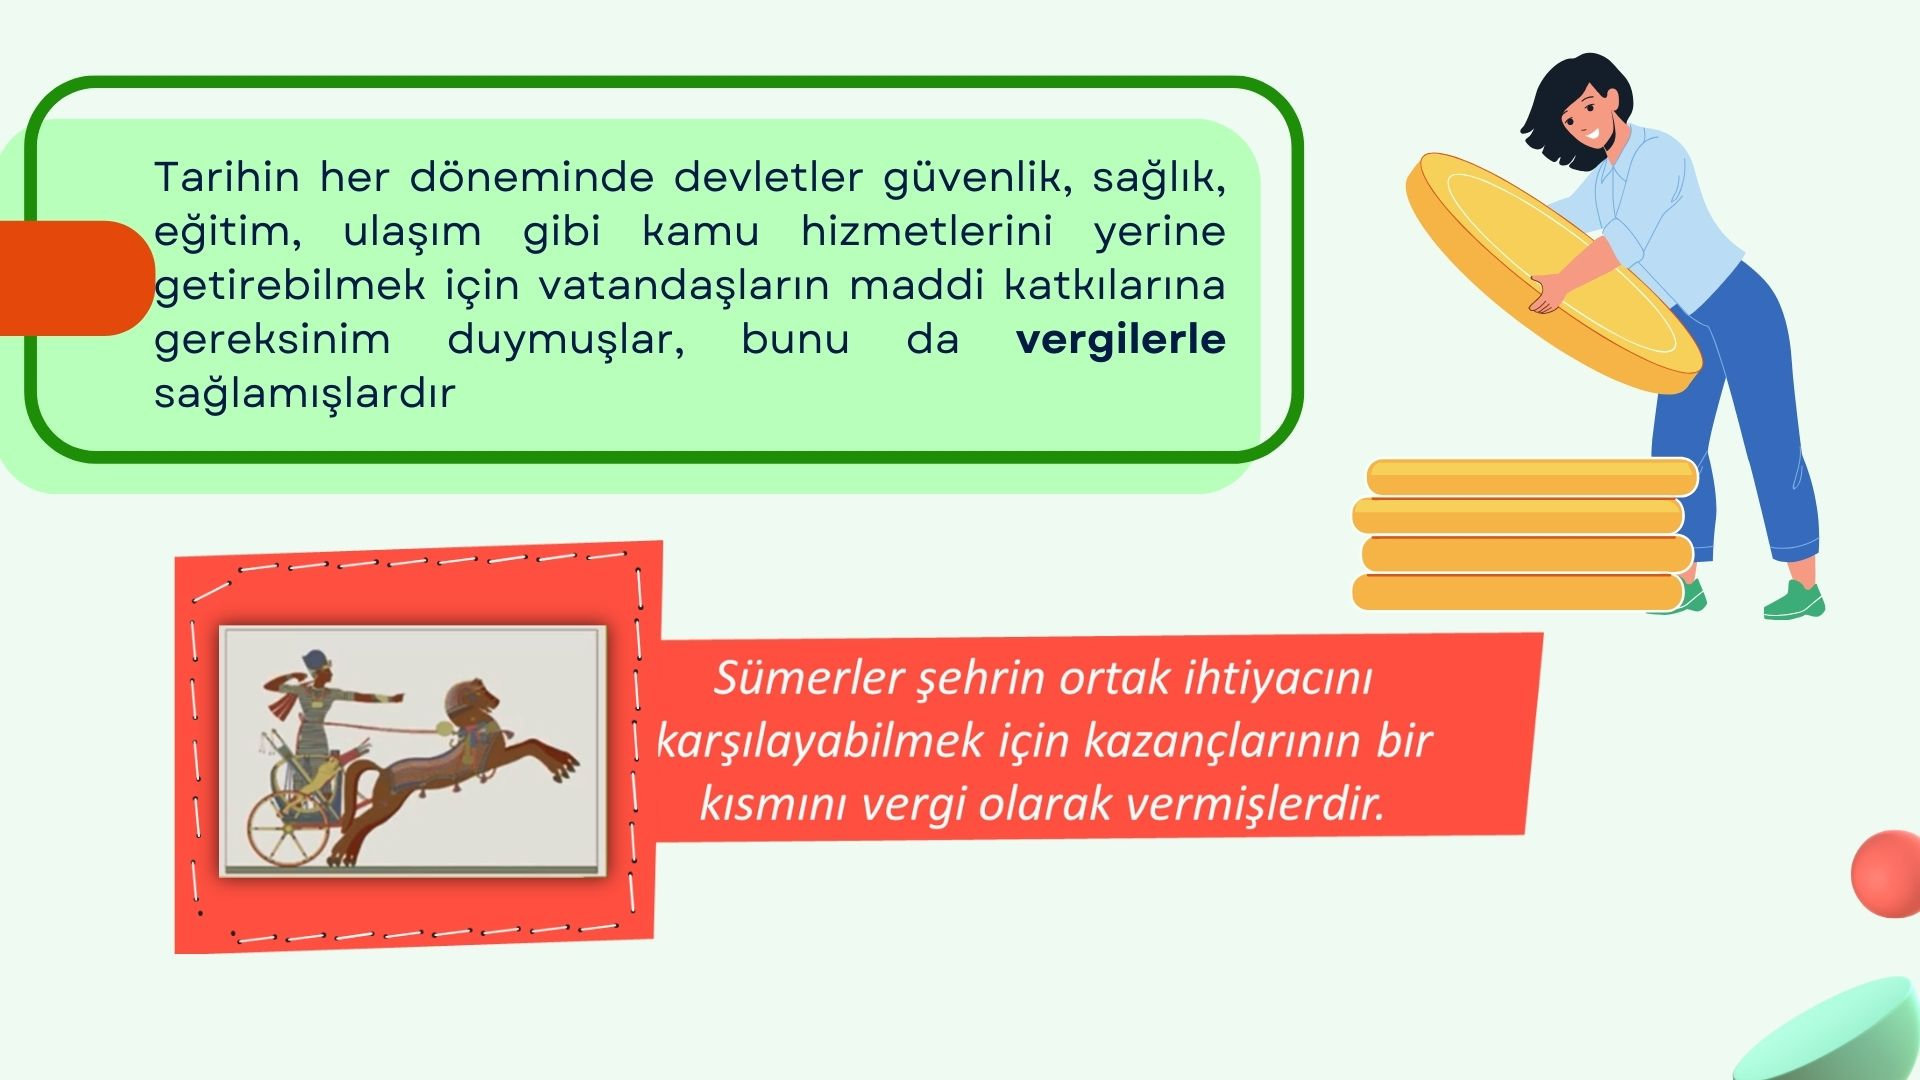 Tarihin her döneminde devletler güvenlik, sağlık,
eğitim, ulaşım gibi kamu hizmetlerini yerine
getirebilmek için vatandaşların maddi katkılarına
gereksinim duymuşlar, bunu da vergilerle
sağlamışlardır
Sümerler şehrin ortak ihtiyacını
karşılayabilmek için kazançlarının bir
kısmını vergi olarak vermişlerdir.